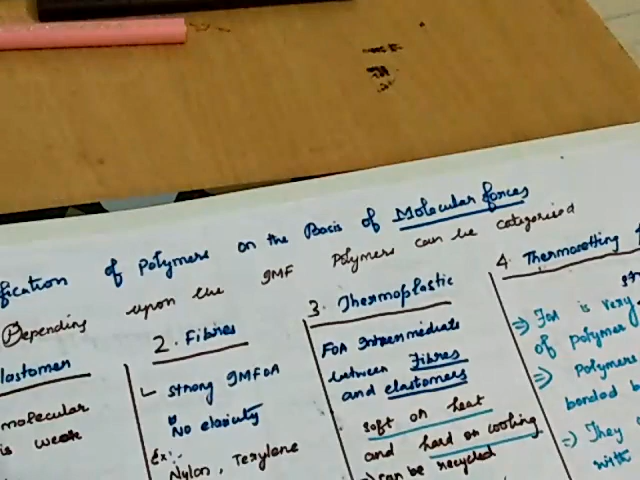 fication of Polymers on the Basis of Molecular forces
Depending upon the IMF Polymers can be categorised
lastomer
molecular
is weak
2. Fibres
strong IMFOA
No elasicity
Ex:-
Nylon, Terylene
3. Thermoplastic
FOA Intermediate
between Fibres
and elastomers
soft on heat
and hard on cooling
⇒ can be recycled
4. Thermosetting
⇒ FOA is very
of polymer
⇒ Polymers
bonded
⇒ They
with